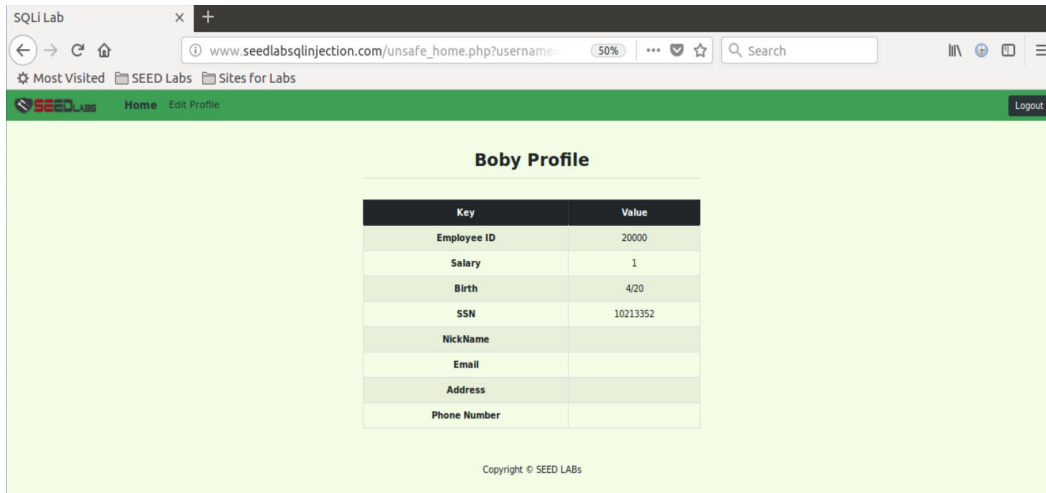 SQLi Lab
www.seedlabsqlinjection.com/unsafe_home.php?username= 50% Search
Most Visited SEED Labs Sites for Labs
SEEDLABS Home Edit Profile Logout
Boby Profile
Key Value
Employee ID 20000
Salary 1
Birth 4/20
SSN 10213352
NickName
Email
Address
Phone Number
Copyright © SEED LABs